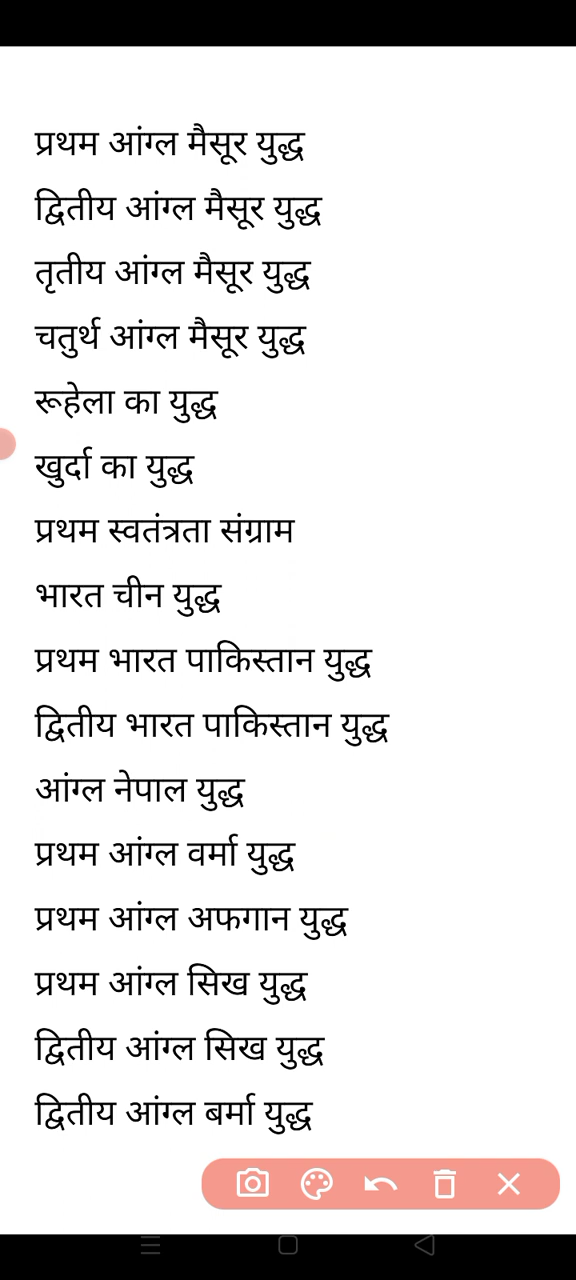 प्रथम आंग्ल मैसूर युद्ध
द्वितीय आंग्ल मैसूर युद्ध
तृतीय आंग्ल मैसूर युद्ध
चतुर्थ आंग्ल मैसूर युद्ध
रूहेला का युद्ध
खुर्दा का युद्ध
प्रथम स्वतंत्रता संग्राम
भारत चीन युद्ध
प्रथम भारत पाकिस्तान युद्ध
द्वितीय भारत पाकिस्तान युद्ध
आंग्ल नेपाल युद्ध
प्रथम आंग्ल वर्मा युद्ध
प्रथम आंग्ल अफगान युद्ध
प्रथम आंग्ल सिख युद्ध
द्वितीय आंग्ल सिख युद्ध
द्वितीय आंग्ल बर्मा युद्ध